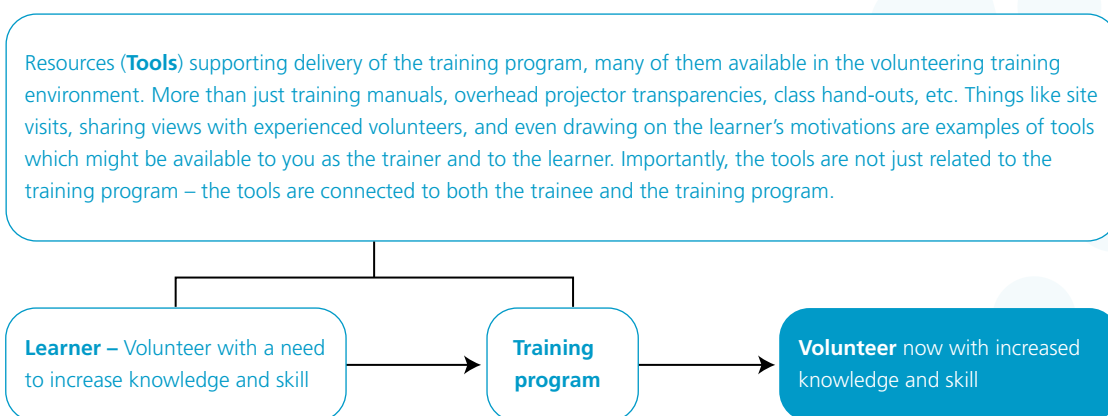 Resources (Tools) supporting delivery of the training program, many of them available in the volunteering training
environment. More than just training manuals, overhead projector transparencies, class hand-outs, etc. Things like site
visits, sharing views with experienced volunteers, and even drawing on the learner's motivations are examples of tools
which might be available to you as the trainer and to the learner. Importantly, the tools are not just related to the
training program – the tools are connected to both the trainee and the training program.
Learner – Volunteer with a need
to increase knowledge and skill
Training
program
Volunteer now with increased
knowledge and skill